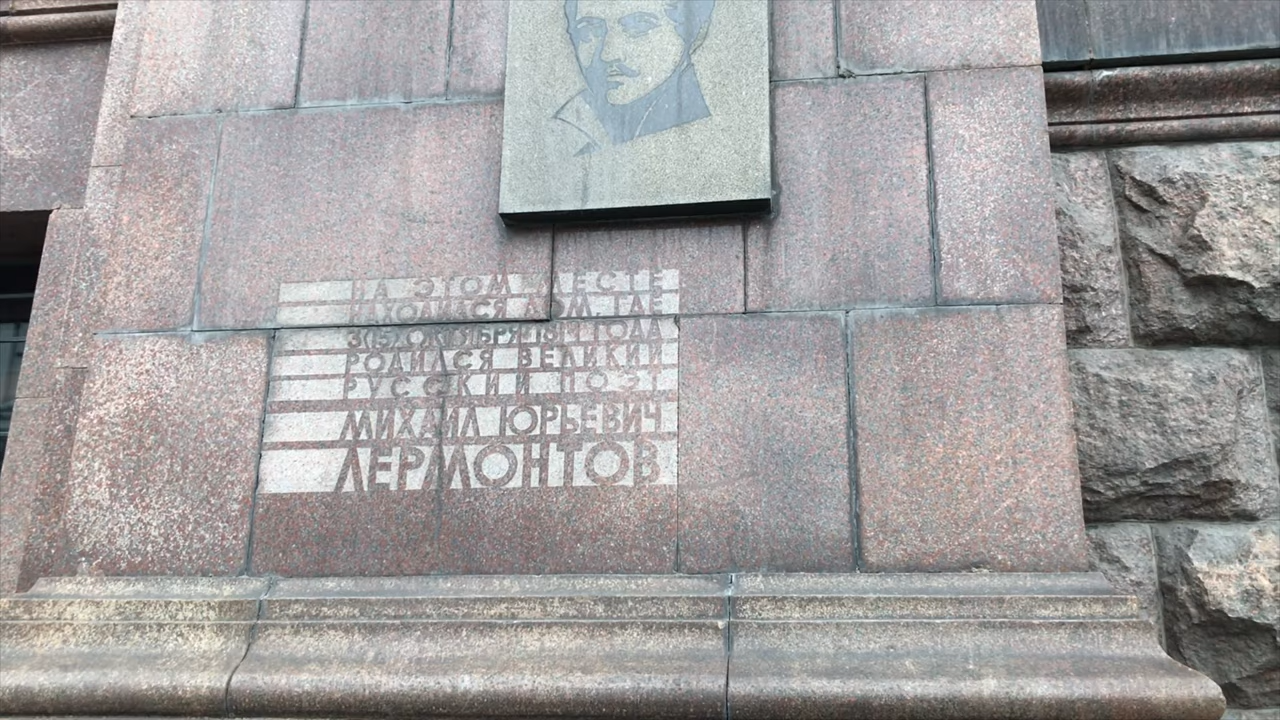 НА ЭТОМ МЕСТЕ
НАХОДИЛСЯ ДОМ, ГДЕ
3/15 ОКТЯБРЯ 1814 ГОДА
РОДИЛСЯ ВЕЛИКИЙ
РУССКИЙ ПОЭТ
МИХАИЛ ЮРЬЕВИЧ
ЛЕРМОНТОВ